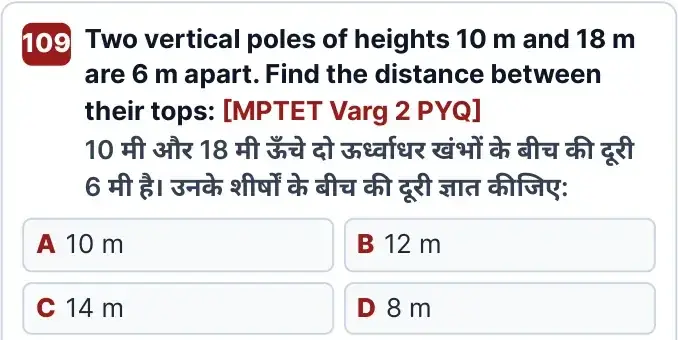 109 Two vertical poles of heights 10 m and 18 m
are 6 m apart. Find the distance between
their tops: [MPTET Varg 2 PYQ]
10 मी और 18 मी ऊँचे दो ऊर्ध्वाधर खंभों के बीच की दूरी
6 मी है। उनके शीर्षों के बीच की दूरी ज्ञात कीजिए:
A 10 m B 12 m
C 14 m D 8 m